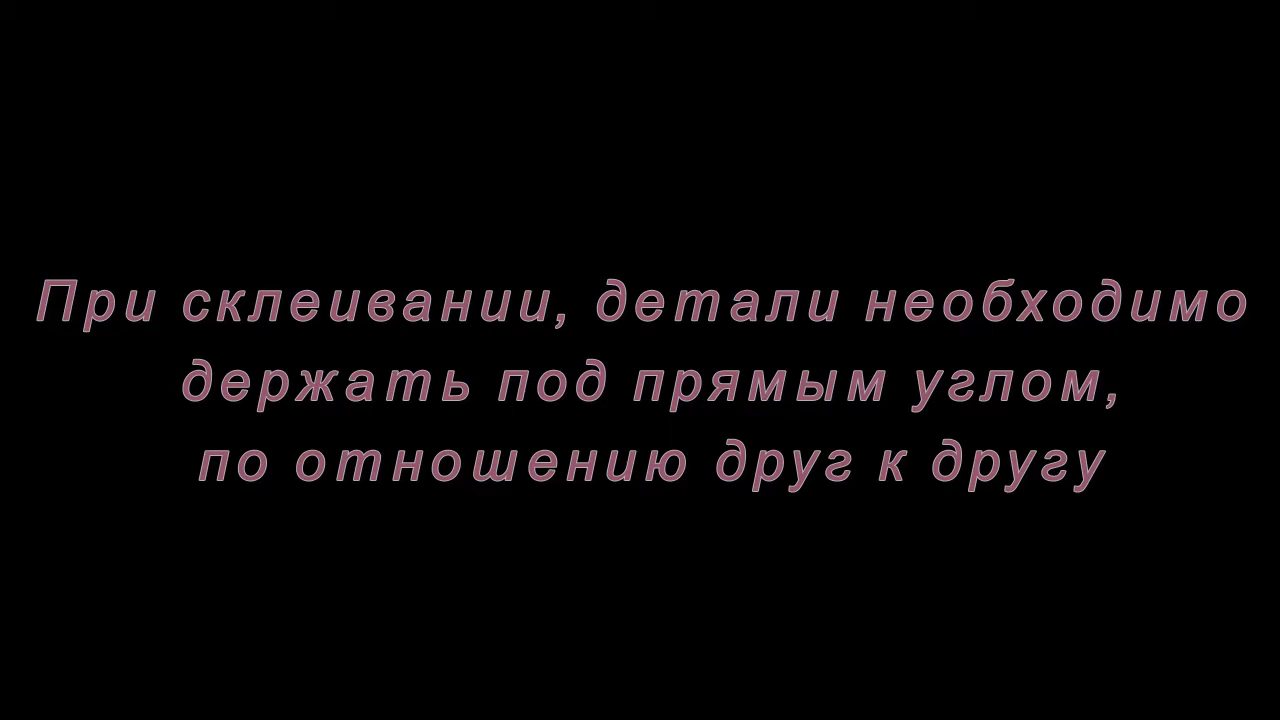 При склеивании, детали необходимо
держать под прямым углом,
по отношению друг к другу